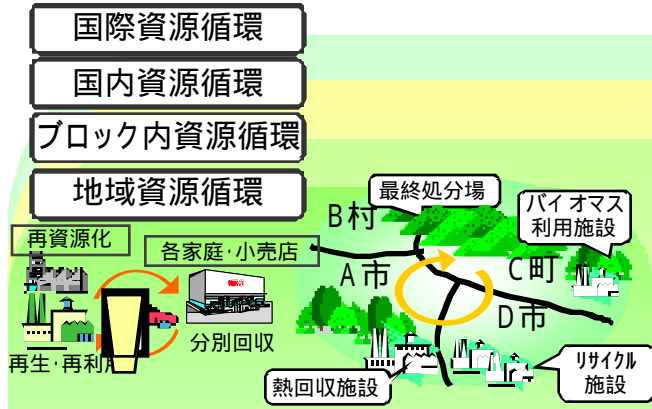 国際資源循環
国内資源循環
ブロック内資源循環
地域資源循環
再資源化
各家庭・小売店
再生・再利用
分別回収
最終処分場
バイオマス
利用施設
B村
A市
C町
D市
熱回収施設
リサイクル
施設